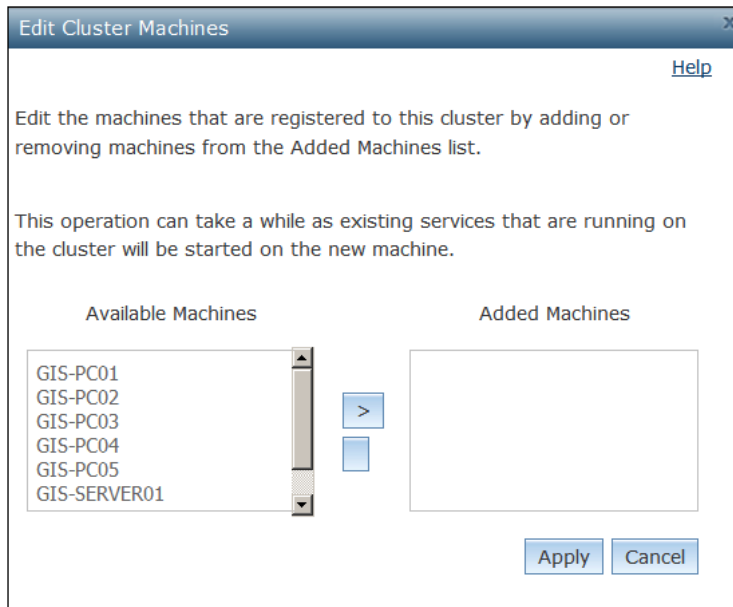 Edit Cluster Machines
x
Help
Edit the machines that are registered to this cluster by adding or
removing machines from the Added Machines list.
This operation can take a while as existing services that are running on
the cluster will be started on the new machine.
Available Machines
Added Machines
GIS-PC01
GIS-PC02
GIS-PC03
GIS-PC04
GIS-PC05
GIS-SERVER01
>
Apply
Cancel